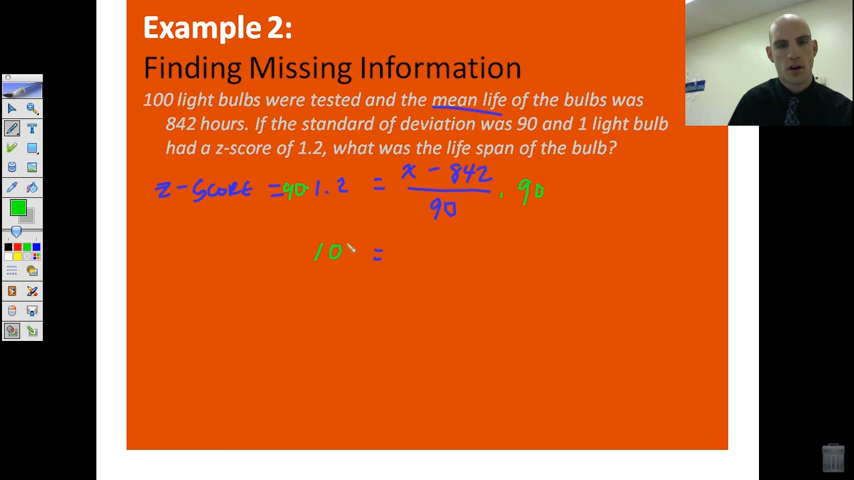 Example 2:
Finding Missing Information
100 light bulbs were tested and the mean life of the bulbs was
842 hours. If the standard of deviation was 90 and 1 light bulb
had a z-score of 1.2, what was the life span of the bulb?
z-score = 90·1.2 = x - 842 / 90 · 90
10 =